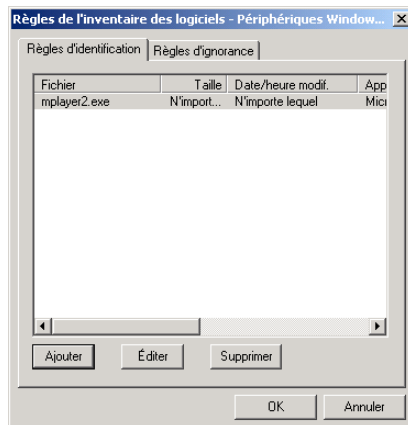 Règles de l'inventaire des logiciels - Périphériques Window...
Règles d'identification Règles d'ignorance
Fichier Taille Date/heure modif. App
mplayer2.exe N'import... N'importe lequel Micr
Ajouter Éditer Supprimer
OK Annuler